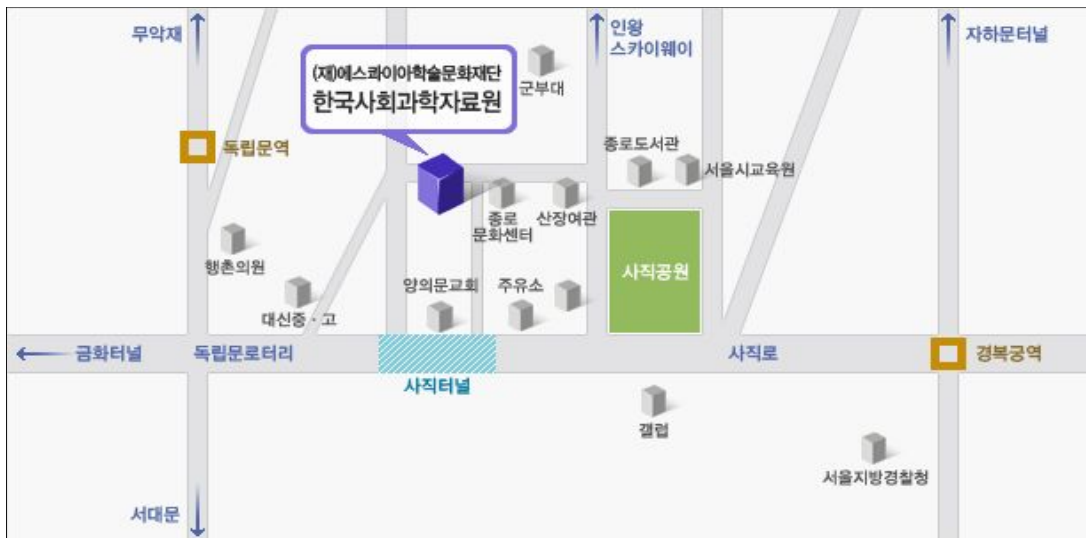 무악재
인왕
스카이웨이
자하문터널
(재)에스콰이아학술문화재단
한국사회과학자료원
군부대
독립문역
종로도서관
서울시교육원
종로
문화센터
산장여관
행촌의원
사직공원
양의문교회
주유소
대신중·고
금화터널
독립문로터리
사직로
경복궁역
사직터널
갤럽
서울지방경찰청
서대문